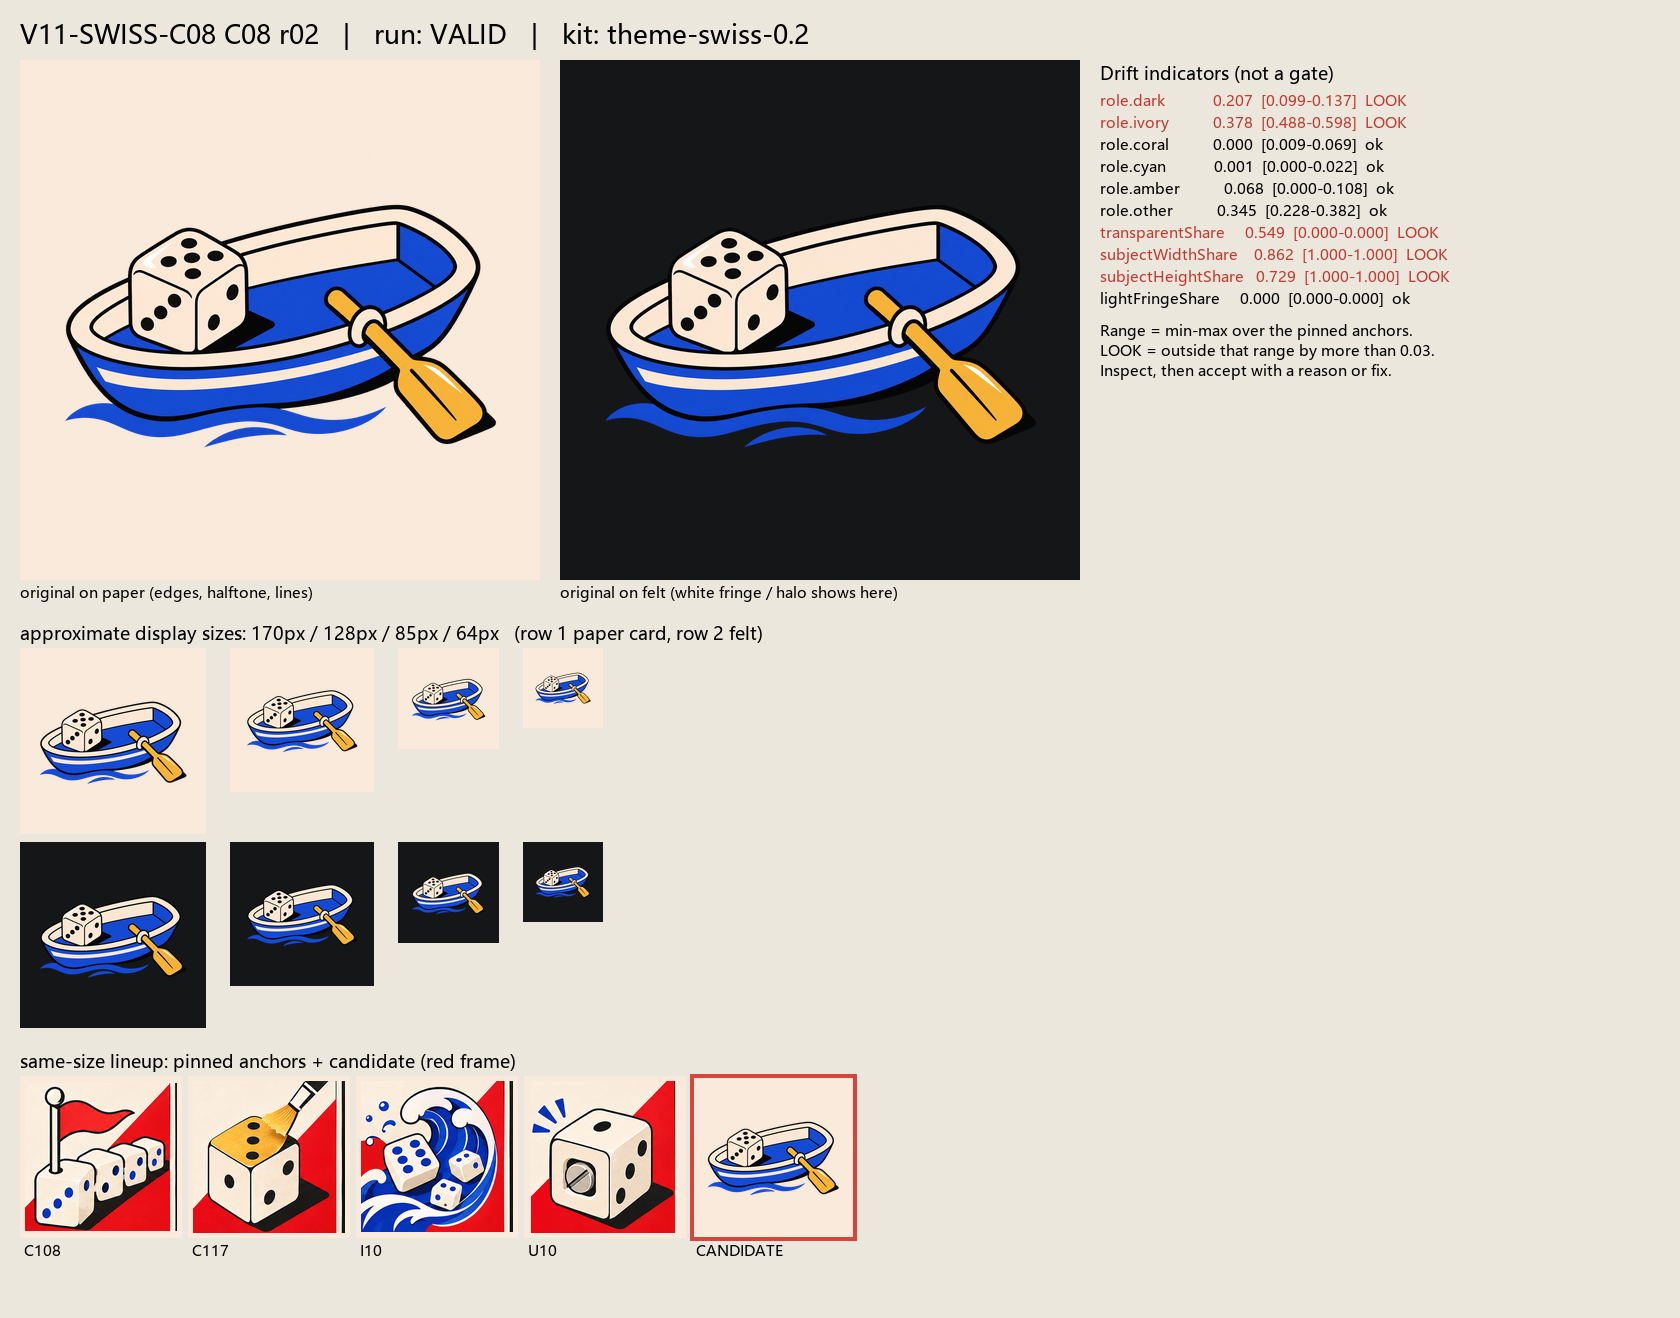 V11-SWISS-C08 C08 r02 | run: VALID | kit: theme-swiss-0.2
Drift indicators (not a gate)
role.dark 0.207 [0.099-0.137] LOOK
role.ivory 0.378 [0.488-0.598] LOOK
role.coral 0.000 [0.009-0.069] ok
role.cyan 0.001 [0.000-0.022] ok
role.amber 0.068 [0.000-0.108] ok
role.other 0.345 [0.228-0.382] ok
transparentShare 0.549 [0.000-0.000] LOOK
subjectWidthShare 0.862 [1.000-1.000] LOOK
subjectHeightShare 0.729 [1.000-1.000] LOOK
lightFringeShare 0.000 [0.000-0.000] ok
Range = min-max over the pinned anchors.
LOOK = outside that range by more than 0.03.
Inspect, then accept with a reason or fix.
original on paper (edges, halftone, lines)
original on felt (white fringe / halo shows here)
approximate display sizes: 170px / 128px / 85px / 64px (row 1 paper card, row 2 felt)
same-size lineup: pinned anchors + candidate (red frame)
C108
C117
I10
U10
CANDIDATE